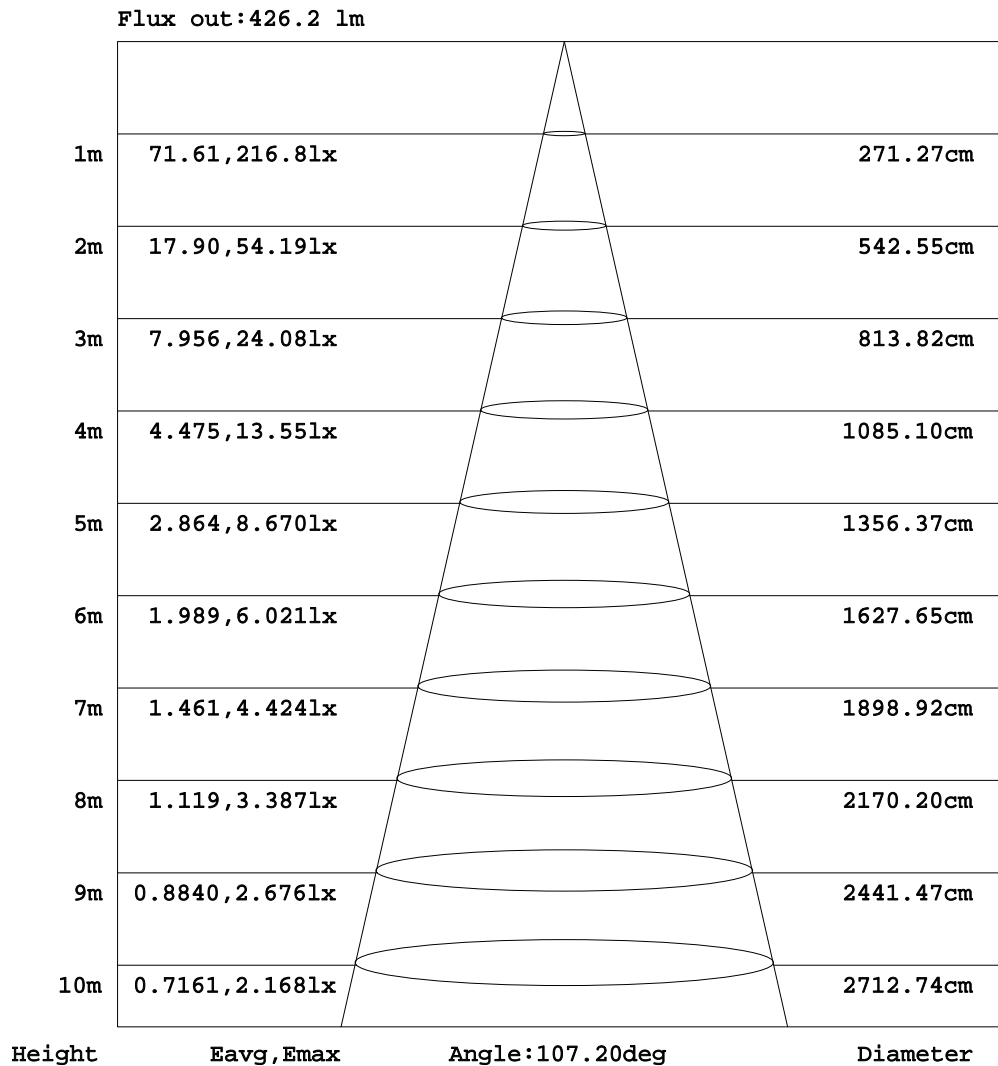 Flux out:426.2 lm
1m 71.61,216.8lx 271.27cm
2m 17.90,54.19lx 542.55cm
3m 7.956,24.08lx 813.82cm
4m 4.475,13.55lx 1085.10cm
5m 2.864,8.670lx 1356.37cm
6m 1.989,6.021lx 1627.65cm
7m 1.461,4.424lx 1898.92cm
8m 1.119,3.387lx 2170.20cm
9m 0.8840,2.676lx 2441.47cm
10m 0.7161,2.168lx 2712.74cm
Height Eavg,Emax Angle:107.20deg Diameter